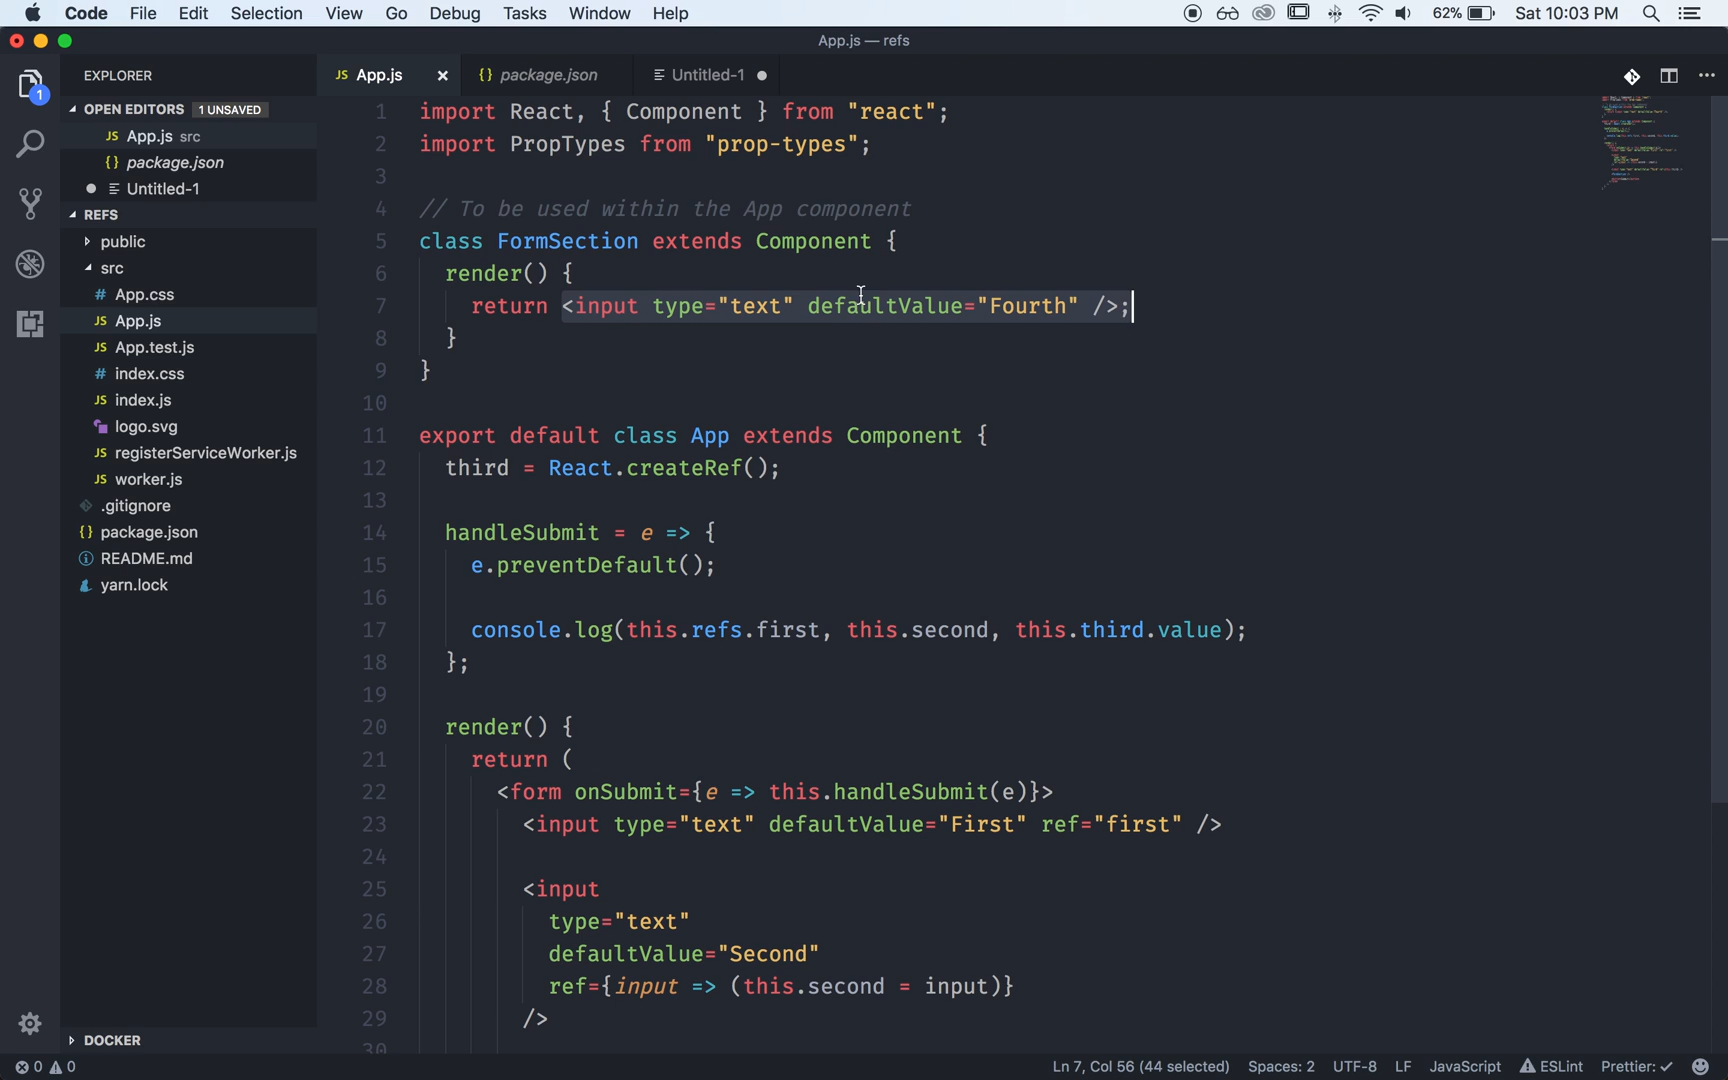 Code File Edit Selection View Go Debug Tasks Window Help 62% Sat 10:03 PM
App.js — refs
EXPLORER
OPEN EDITORS 1 UNSAVED
JS App.js src
{} package.json
Untitled-1
REFS
public
src
# App.css
JS App.js
JS App.test.js
# index.css
JS index.js
logo.svg
JS registerServiceWorker.js
JS worker.js
.gitignore
{} package.json
README.md
yarn.lock
DOCKER
1
JS App.js × {} package.json Untitled-1
1 import React, { Component } from "react";
2 import PropTypes from "prop-types";
3
4 // To be used within the App component
5 class FormSection extends Component {
6 render() {
7 return <input type="text" defaultValue="Fourth" />;
8 }
9 }
10
11 export default class App extends Component {
12 third = React.createRef();
13
14 handleSubmit = e => {
15 e.preventDefault();
16
17 console.log(this.refs.first, this.second, this.third.value);
18 };
19
20 render() {
21 return (
22 <form onSubmit={e => this.handleSubmit(e)}>
23 <input type="text" defaultValue="First" ref="first" />
24
25 <input
26 type="text"
27 defaultValue="Second"
28 ref={input => (this.second = input)}
29 />
30
0 0 Ln 7, Col 56 (44 selected) Spaces: 2 UTF-8 LF JavaScript ESLint Prettier: ✓